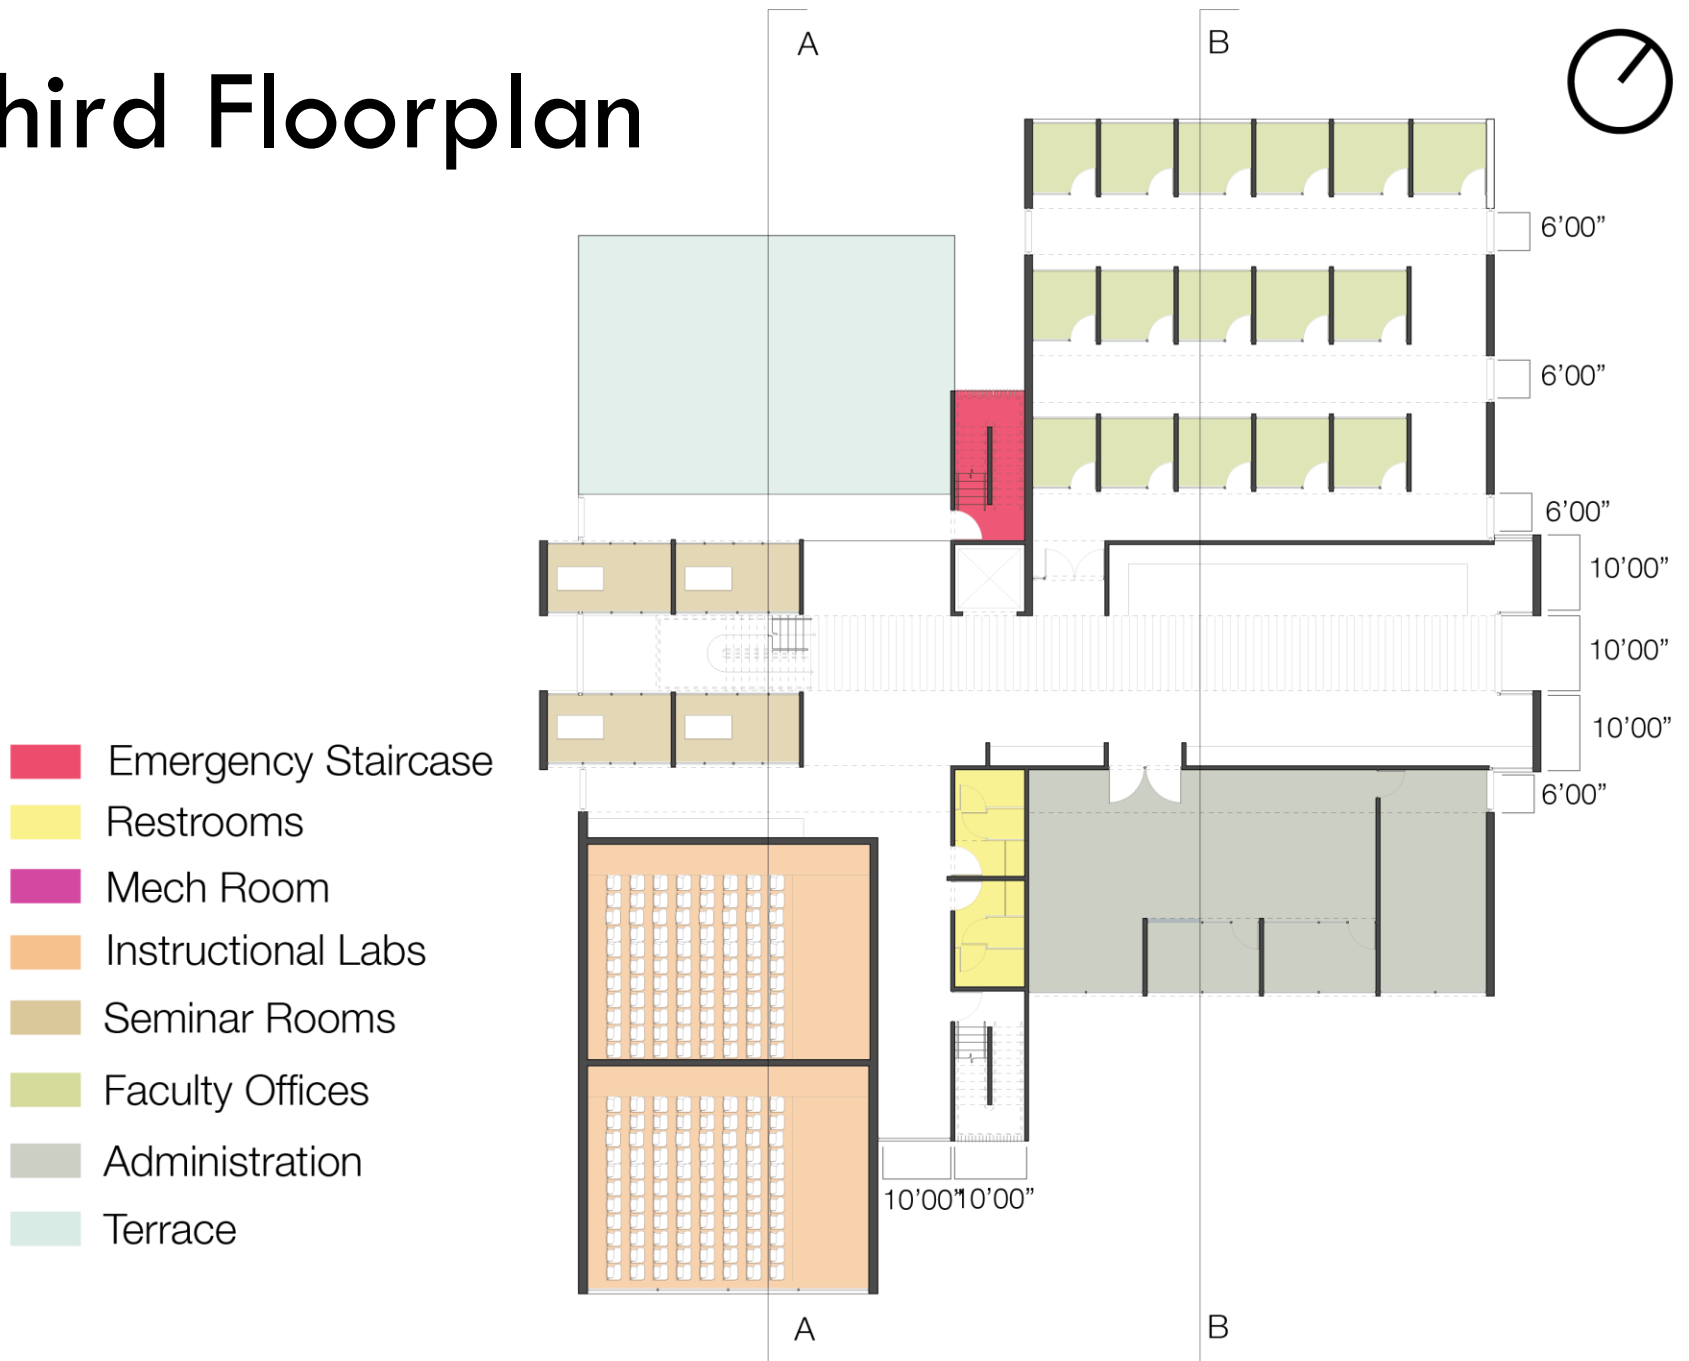 A
B
hird Floorplan
6'00"
6'00"
6'00"
10'00"
10'00"
10'00"
6'00"
Emergency Staircase
Restrooms
Mech Room
Instructional Labs
Seminar Rooms
Faculty Offices
Administration
Terrace
10'00" 10'00"
A
B